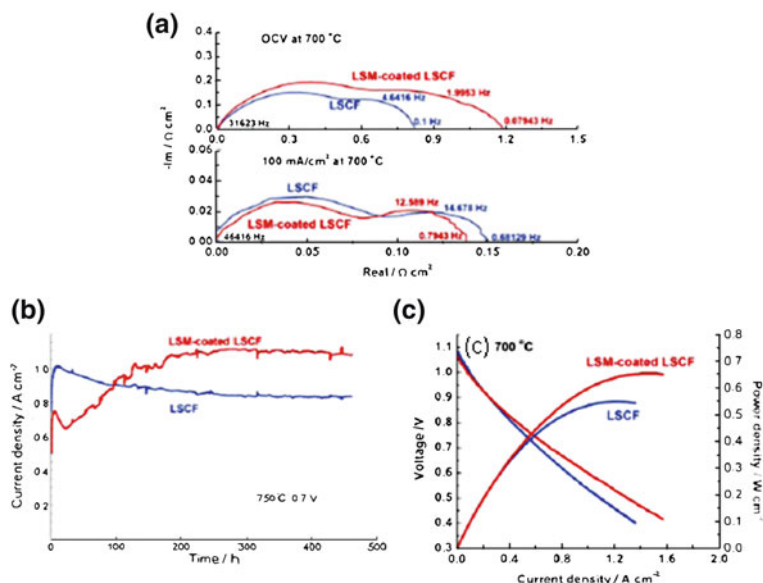 (a)
OCV at 700 °C
LSM-coated LSCF
LSCF
31623 Hz
4.6416 Hz
1.9953 Hz
0.1 Hz
0.07943 Hz
0.4
0.3
0.2
0.1
0.0
0.0 0.3 0.6 0.9 1.2 1.5
-Im / Ω cm²
100 mA/cm² at 700 °C
LSCF
LSM-coated LSCF
12.589 Hz
14.678 Hz
46416 Hz
0.7943 Hz
0.68129 Hz
0.06
0.04
0.02
0.00
0.00 0.05 0.10 0.15 0.20
Real / Ω cm²
(b)
LSM-coated LSCF
LSCF
750°C 0.7 V
1.0
0.8
0.6
0.4
0.2
0 100 200 300 400 500
Current density / A cm⁻²
Time / h
(c)
(C) 700 °C
LSM-coated LSCF
LSCF
1.1
1.0
0.9
0.8
0.7
0.6
0.5
0.4
0.3
Voltage /V
0.8
0.7
0.6
0.5
0.4
0.3
0.2
0.1
0.0
Power density / W cm⁻
0.0 0.4 0.8 1.2 1.6 2.0
Current density / A cm⁻²